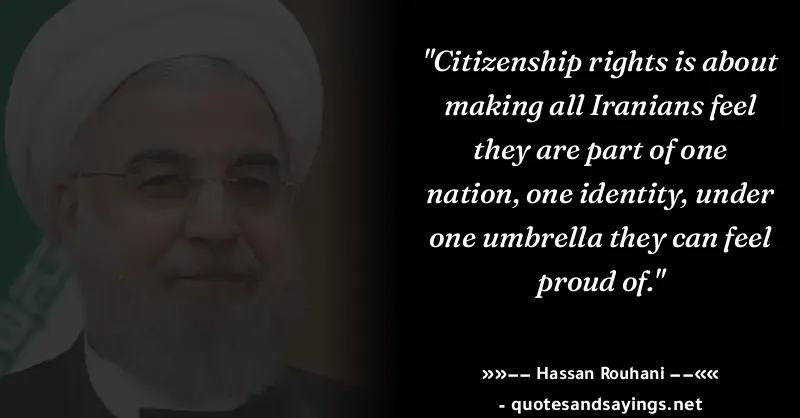 "Citizenship rights is about
making all Iranians feel
they are part of one
nation, one identity, under
one umbrella they can feel
proud of."
»»–– Hassan Rouhani ––««
- quotesandsayings.net